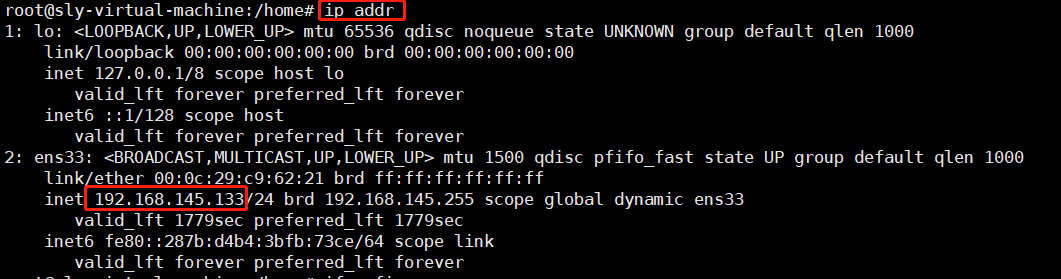 root@sly-virtual-machine:/home# ip addr
1: lo: <LOOPBACK,UP,LOWER_UP> mtu 65536 qdisc noqueue state UNKNOWN group default qlen 1000
    link/loopback 00:00:00:00:00:00 brd 00:00:00:00:00:00
    inet 127.0.0.1/8 scope host lo
       valid_lft forever preferred_lft forever
    inet6 ::1/128 scope host
       valid_lft forever preferred_lft forever
2: ens33: <BROADCAST,MULTICAST,UP,LOWER_UP> mtu 1500 qdisc pfifo_fast state UP group default qlen 1000
    link/ether 00:0c:29:c9:62:21 brd ff:ff:ff:ff:ff:ff
    inet 192.168.145.133/24 brd 192.168.145.255 scope global dynamic ens33
       valid_lft 1779sec preferred_lft 1779sec
    inet6 fe80::287b:d4b4:3bfb:73ce/64 scope link
       valid_lft forever preferred_lft forever